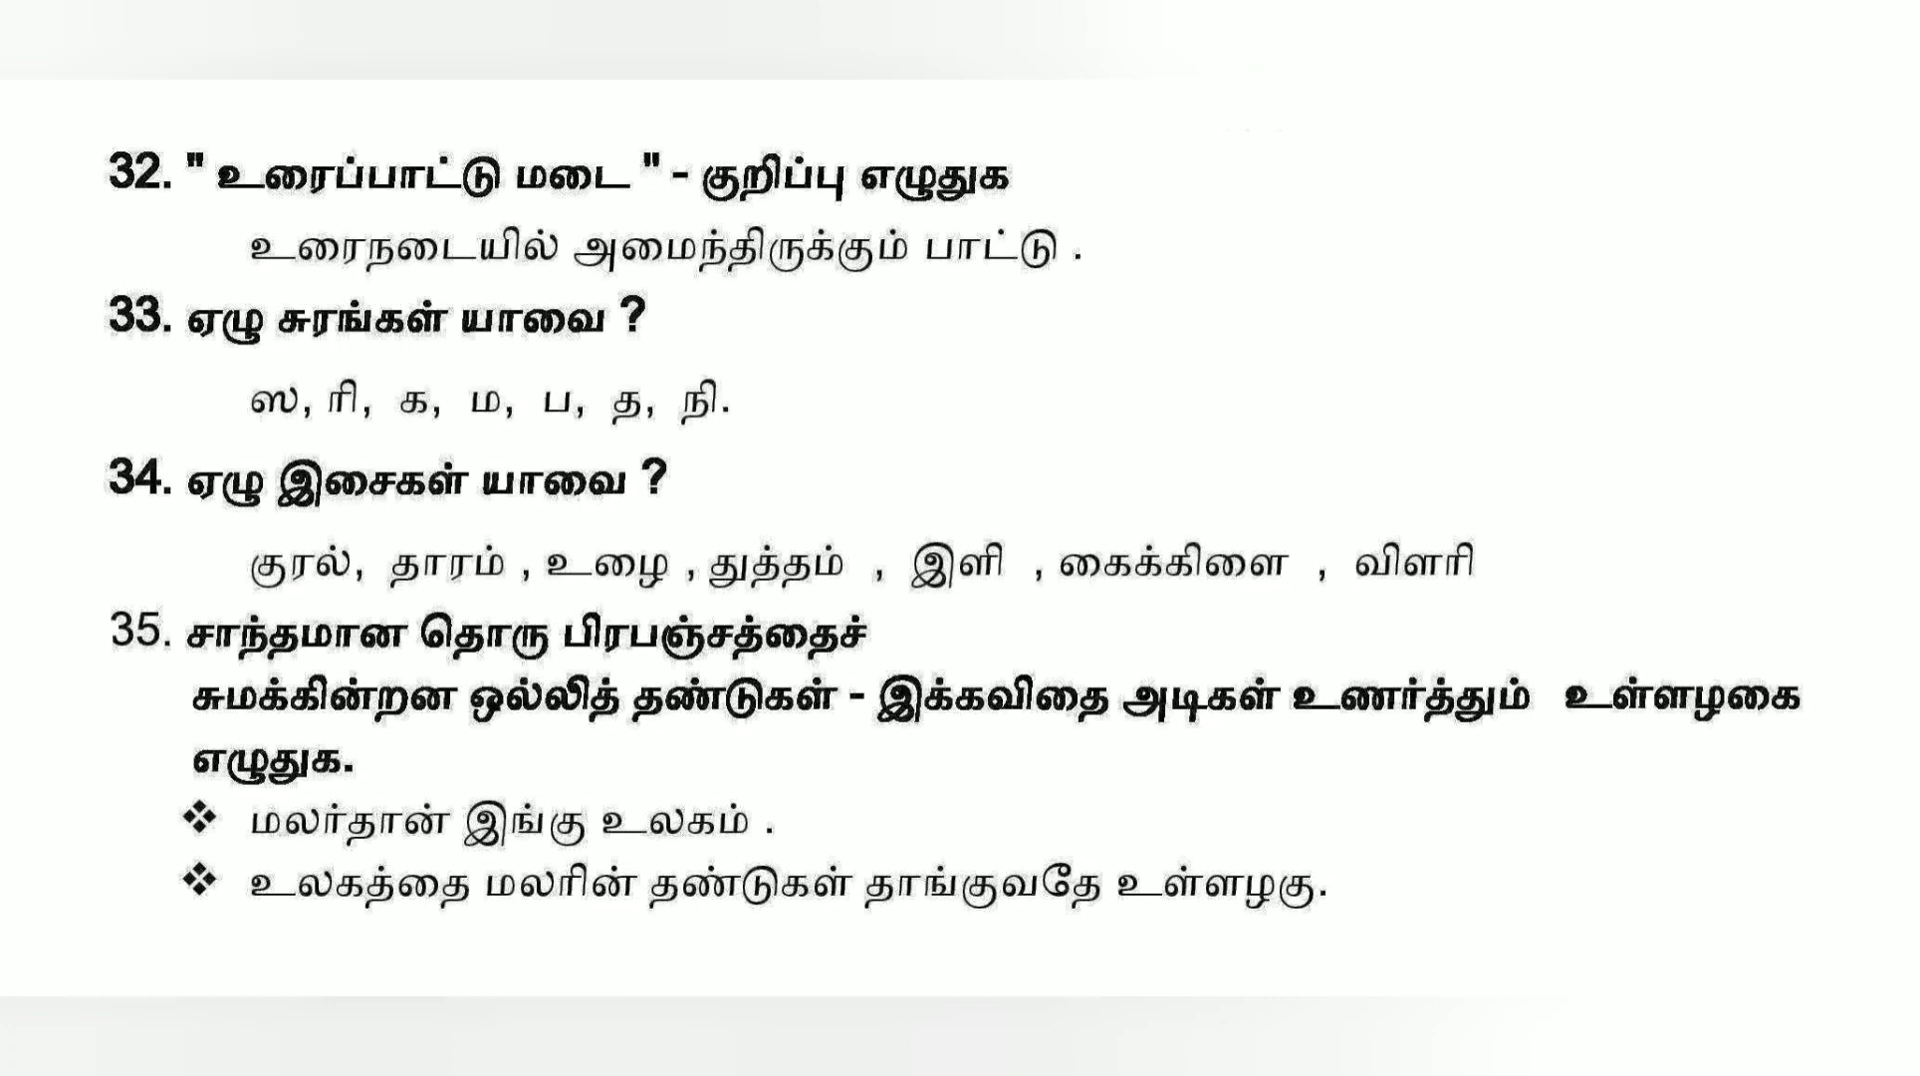 32. " உரைப்பாட்டு மடை " - குறிப்பு எழுதுக
உரைநடையில் அமைந்திருக்கும் பாட்டு .
33. ஏழு சுரங்கள் யாவை ?
ஸ, ரி, க, ம, ப, த, நி.
34. ஏழு இசைகள் யாவை ?
குரல், தாரம் , உழை , துத்தம் , இளி , கைக்கிளை , விளரி
35. சாந்தமான தொரு பிரபஞ்சத்தைச்
சுமக்கின்றன ஒல்லித் தண்டுகள் - இக்கவிதை அடிகள் உணர்த்தும் உள்ளழகை
எழுதுக.
❖ மலர்தான் இங்கு உலகம் .
❖ உலகத்தை மலரின் தண்டுகள் தாங்குவதே உள்ளழகு.